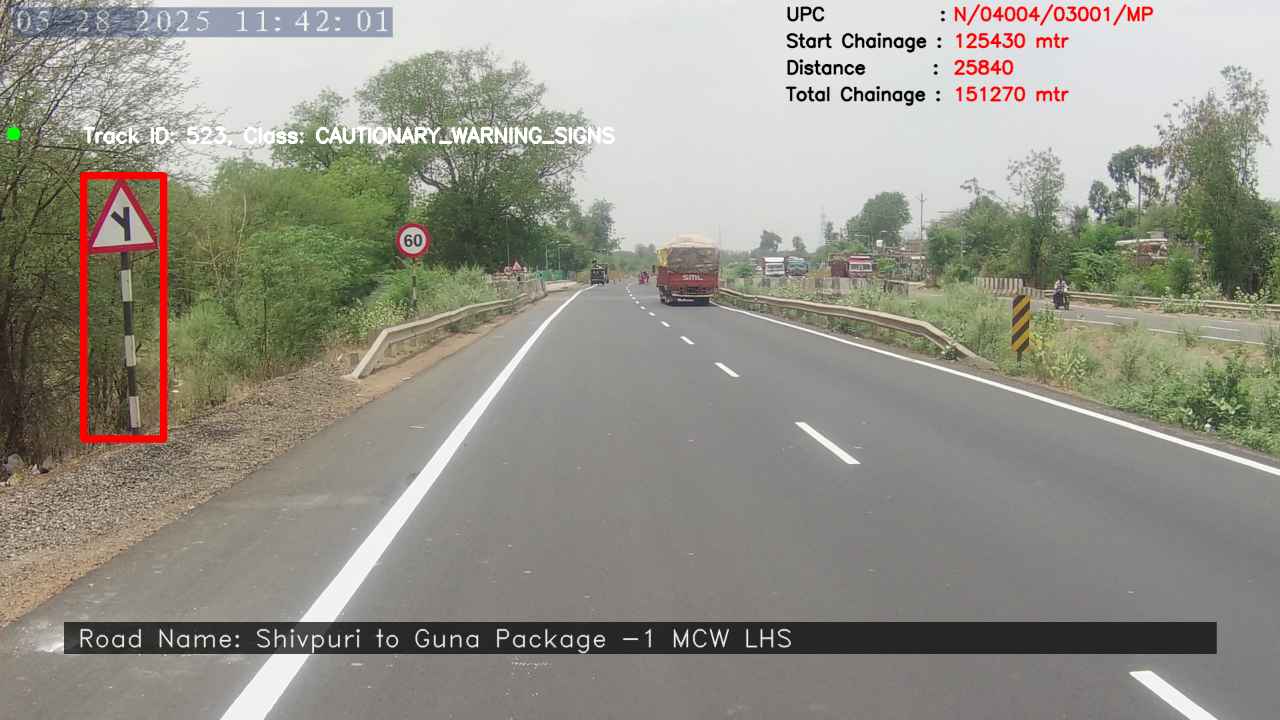 05-28-2025 11:42:01
UPC : N/04004/03001/MP
Start Chainage : 125430 mtr
Distance : 25840
Total Chainage : 151270 mtr
Track ID: 523, Class: CAUTIONARY_WARNING_SIGNS
60
SML
Road Name: Shivpuri to Guna Package -1 MCW LHS